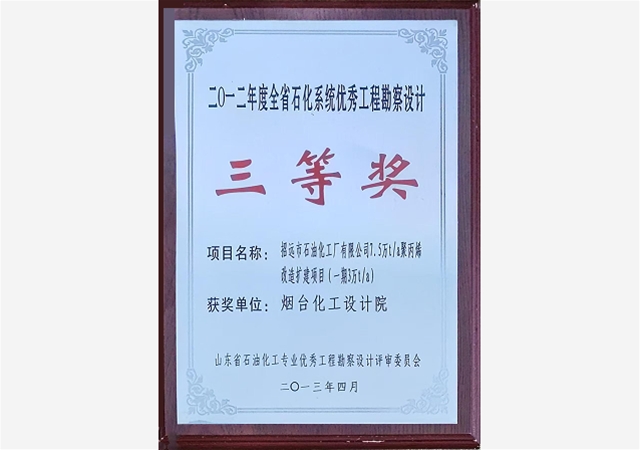 二〇一二年度全省石化系统优秀工程勘察设计
三等奖
项目名称：招远市石油化工厂有限公司7.5万t/a聚丙烯
改造扩建项目（一期3万t/a）
获奖单位：烟台化工设计院
山东省石油化工专业优秀工程勘察设计评审委员会
二〇一三年四月